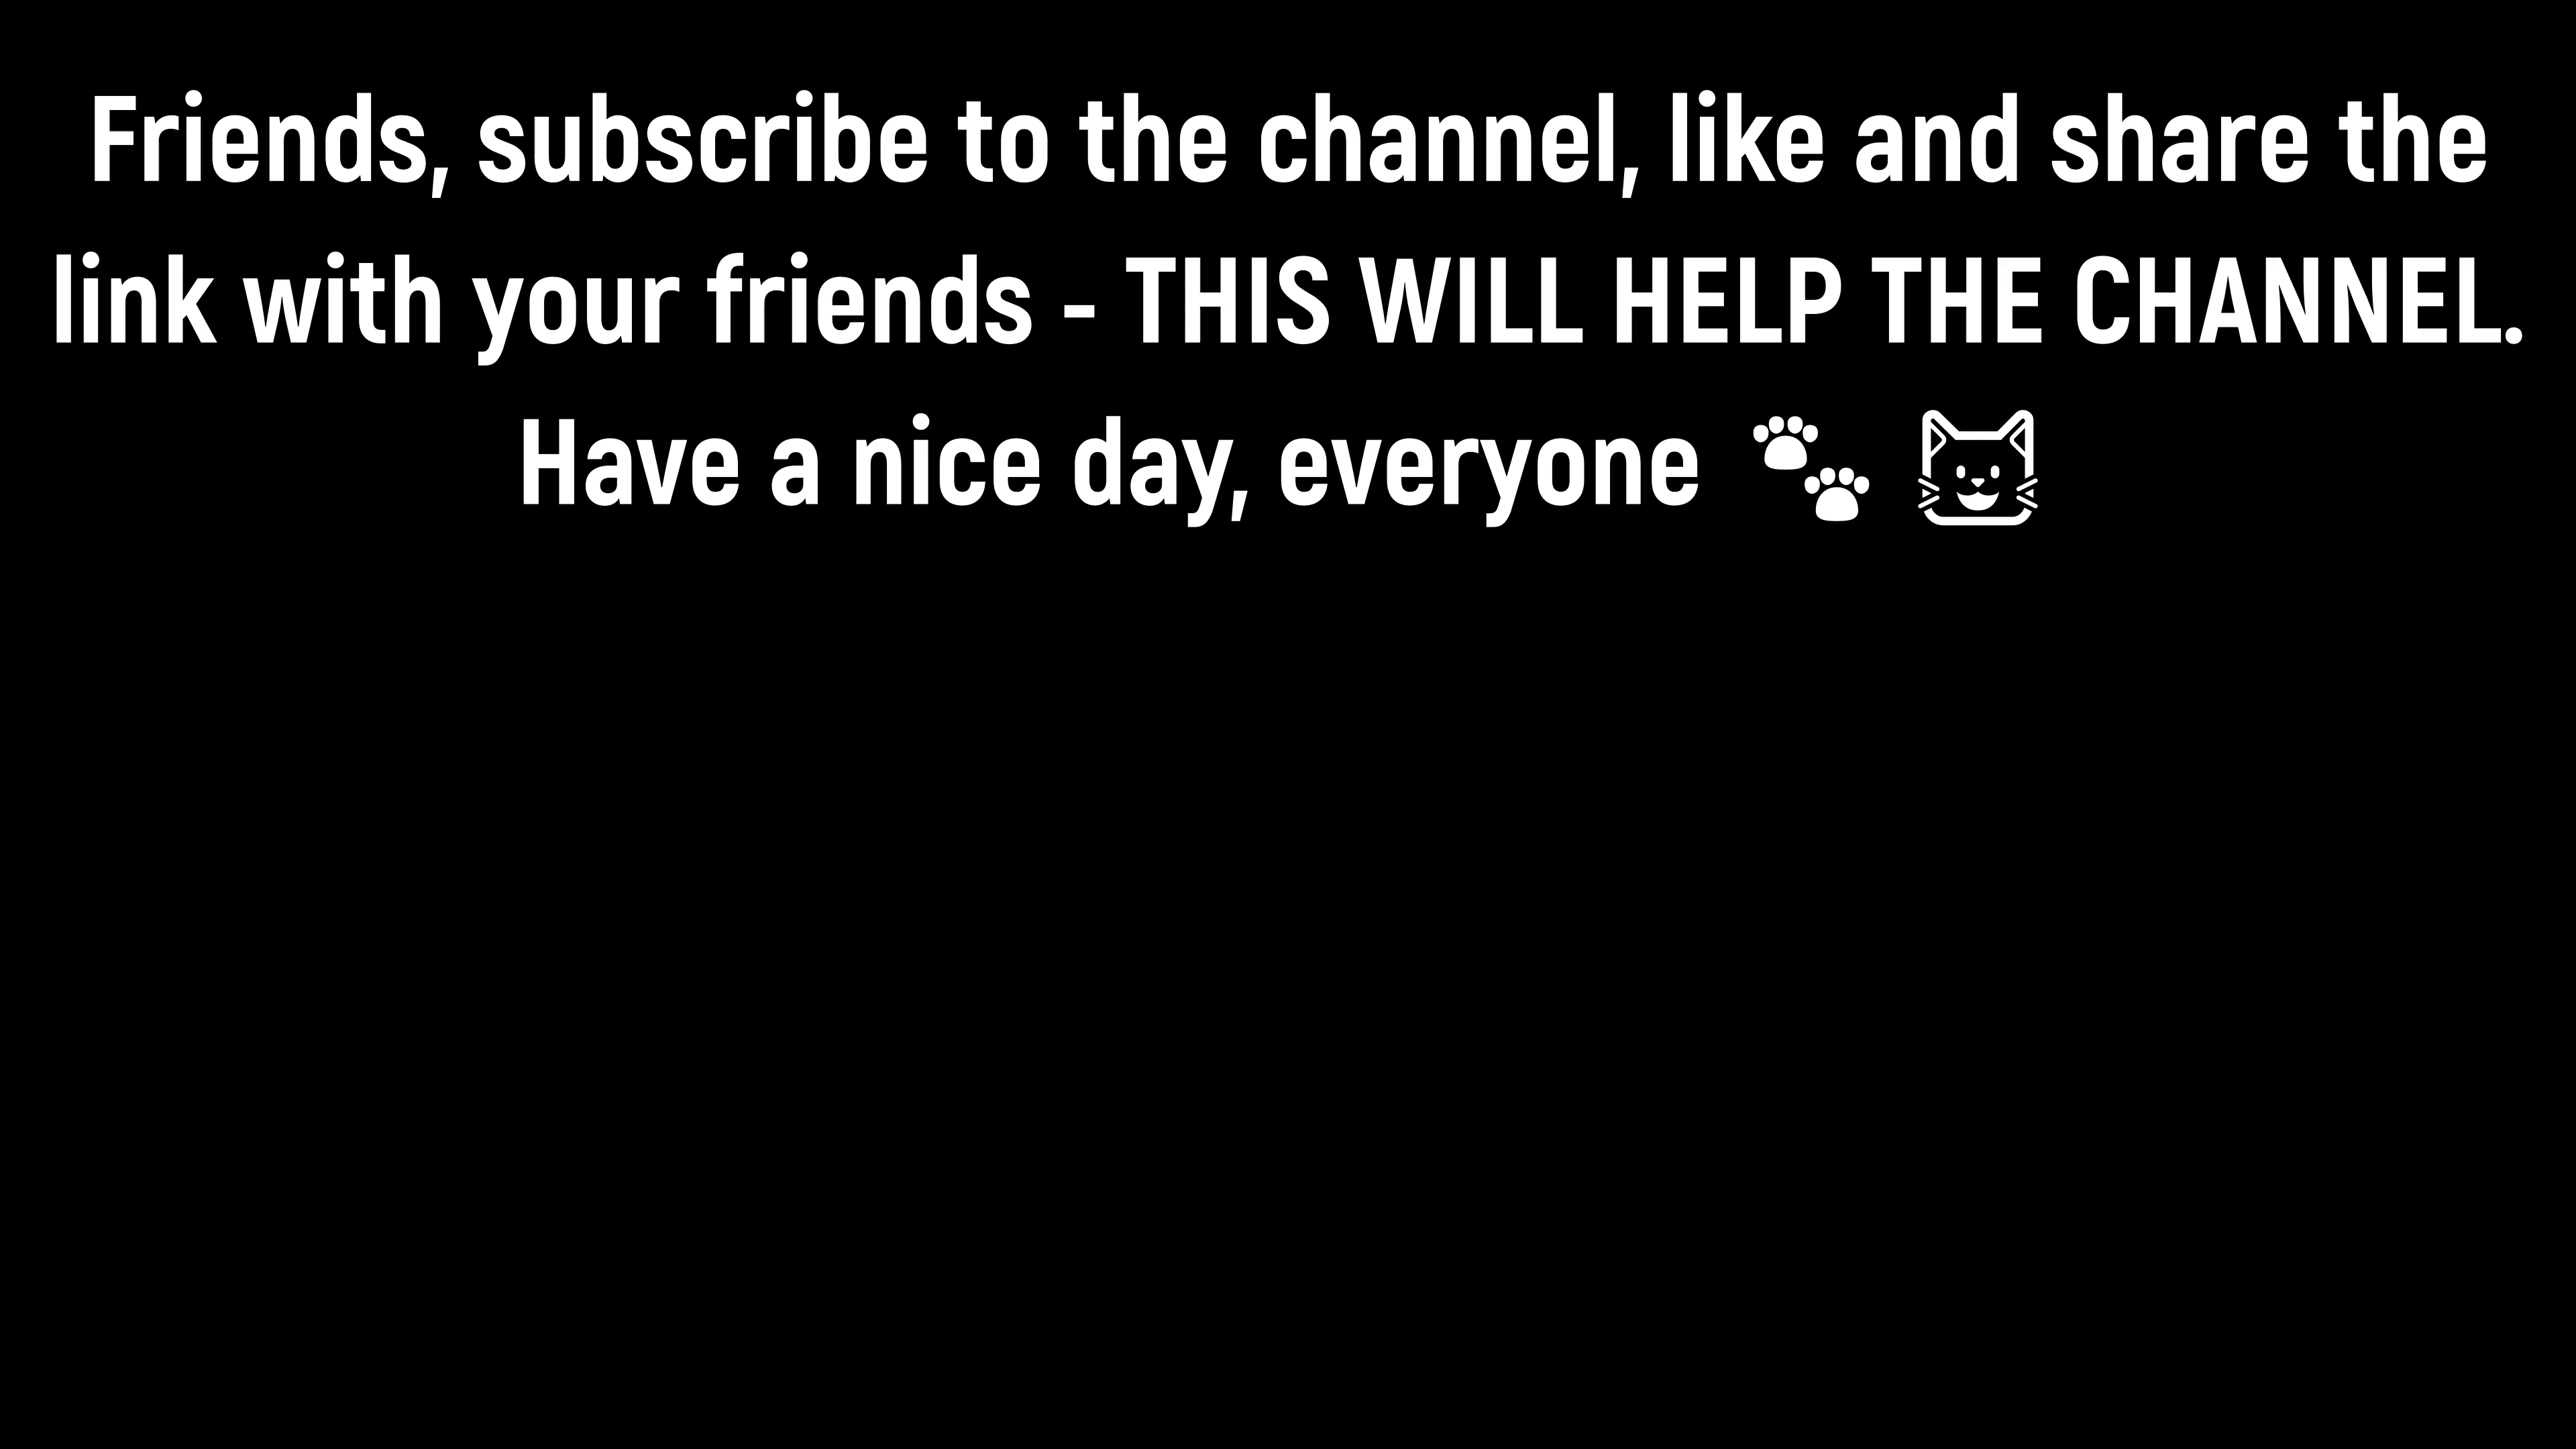 Friends, subscribe to the channel, like and share the
link with your friends - THIS WILL HELP THE CHANNEL.
Have a nice day, everyone 🐾 😺